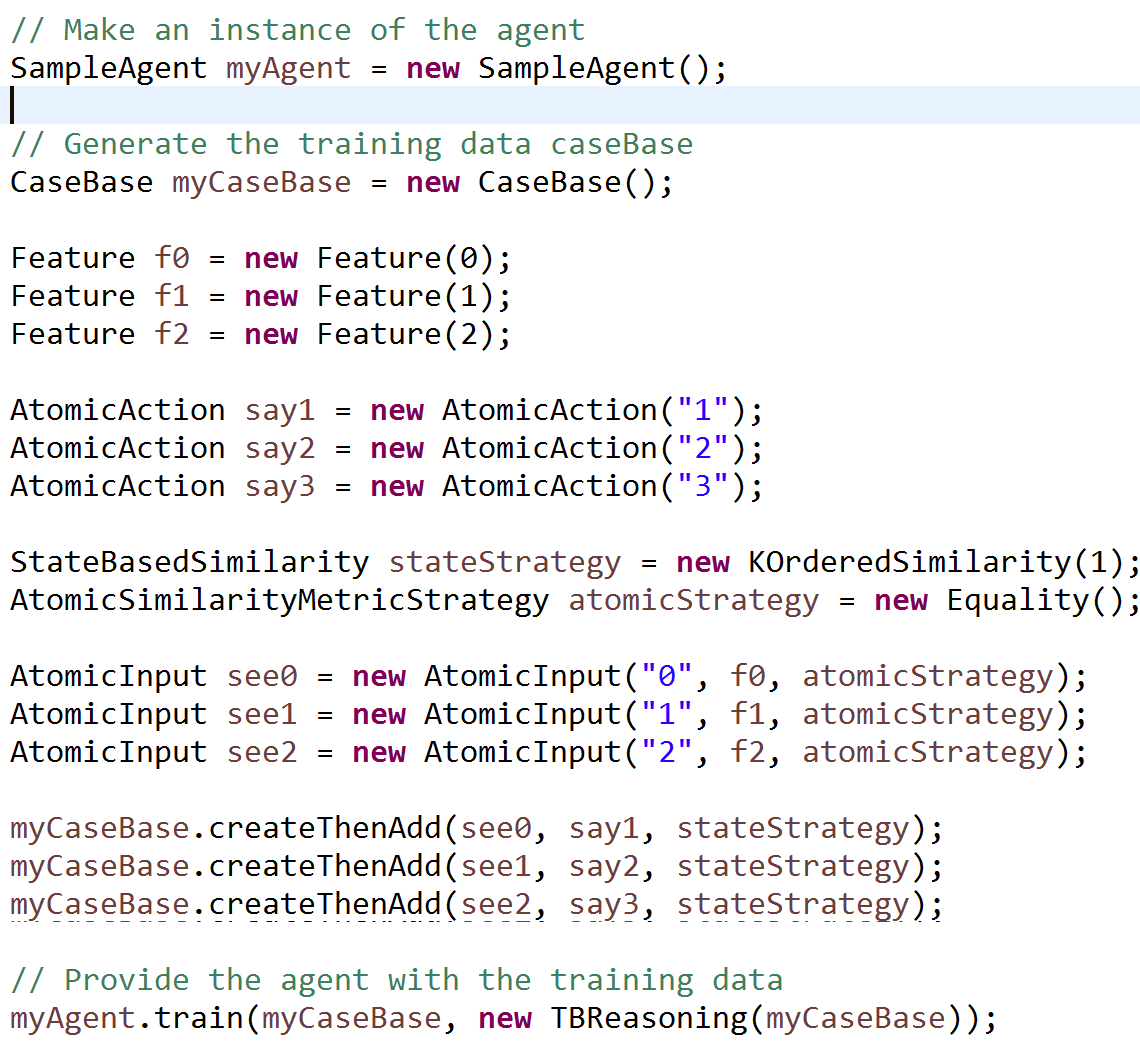 // Make an instance of the agent
SampleAgent myAgent = new SampleAgent();
// Generate the training data caseBase
CaseBase myCaseBase = new CaseBase();
Feature f0 = new Feature(0);
Feature f1 = new Feature(1);
Feature f2 = new Feature(2);
AtomicAction say1 = new AtomicAction("1");
AtomicAction say2 = new AtomicAction("2");
AtomicAction say3 = new AtomicAction("3");
StateBasedSimilarity stateStrategy = new KOrderedSimilarity(1);
AtomicSimilarityMetricStrategy atomicStrategy = new Equality();
AtomicInput see0 = new AtomicInput("0", f0, atomicStrategy);
AtomicInput see1 = new AtomicInput("1", f1, atomicStrategy);
AtomicInput see2 = new AtomicInput("2", f2, atomicStrategy);
myCaseBase.createThenAdd(see0, say1, stateStrategy);
myCaseBase.createThenAdd(see1, say2, stateStrategy);
myCaseBase.createThenAdd(see2, say3, stateStrategy);
// Provide the agent with the training data
myAgent.train(myCaseBase, new TBReasoning(myCaseBase));